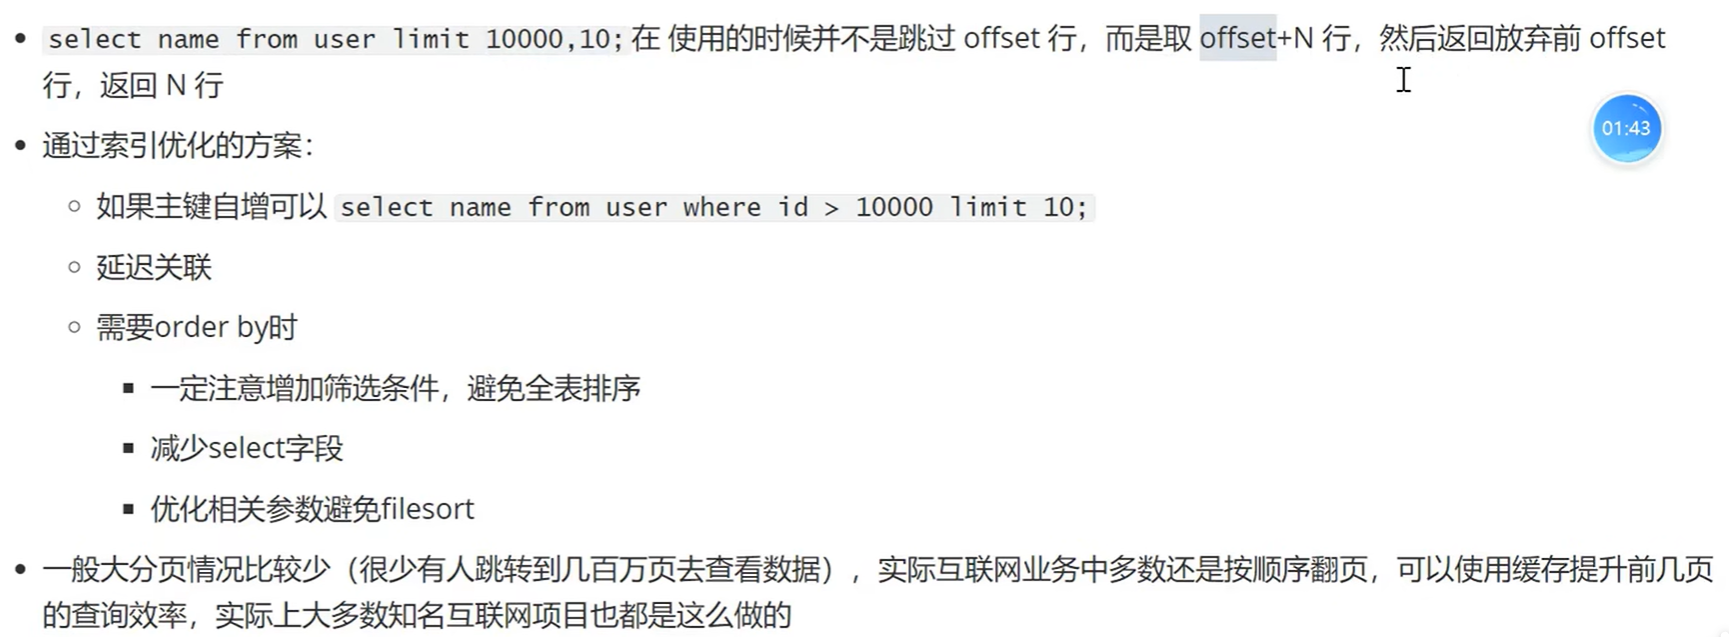 select name from user limit 10000,10; 在 使用的时候并不是跳过 offset 行，而是取 offset+N 行，然后返回放弃前 offset
行，返回 N 行
01:43
通过索引优化的方案：
如果主键自增可以 select name from user where id > 10000 limit 10;
延迟关联
需要order by时
一定注意增加筛选条件，避免全表排序
减少select字段
优化相关参数避免filesort
一般大分页情况比较少（很少有人跳转到几百万页去查看数据），实际互联网业务中多数还是按顺序翻页，可以使用缓存提升前几页
的查询效率，实际上大多数知名互联网项目也都是这么做的